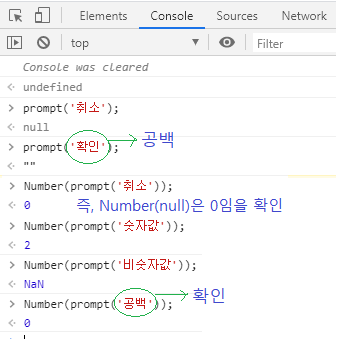 Elements Console Sources Network
top Filter
Console was cleared
undefined
> prompt('취소');
null
> prompt('확인'); 공백
""
> Number(prompt('취소'));
0 즉, Number(null)은 0임을 확인
> Number(prompt('숫자값'));
2
> Number(prompt('비숫자값'));
NaN
> Number(prompt('공백')); 확인
0